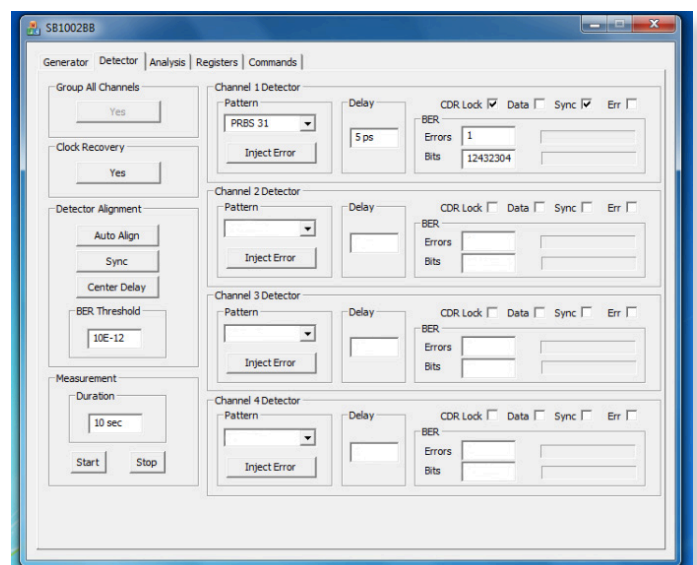 SB1002BB
Generator Detector Analysis Registers Commands
Group All Channels
Yes
Clock Recovery
Yes
Detector Alignment
Auto Align
Sync
Center Delay
BER Threshold
10E-12
Measurement
Duration
10 sec
Start Stop
Channel 1 Detector
Pattern Delay CDR Lock Data Sync Err
PRBS 31 BER
5 ps Errors 1
Inject Error Bits 12432304
Channel 2 Detector
Pattern Delay CDR Lock Data Sync Err
BER
Errors
Inject Error Bits
Channel 3 Detector
Pattern Delay CDR Lock Data Sync Err
BER
Errors
Inject Error Bits
Channel 4 Detector
Pattern Delay CDR Lock Data Sync Err
BER
Errors
Inject Error Bits